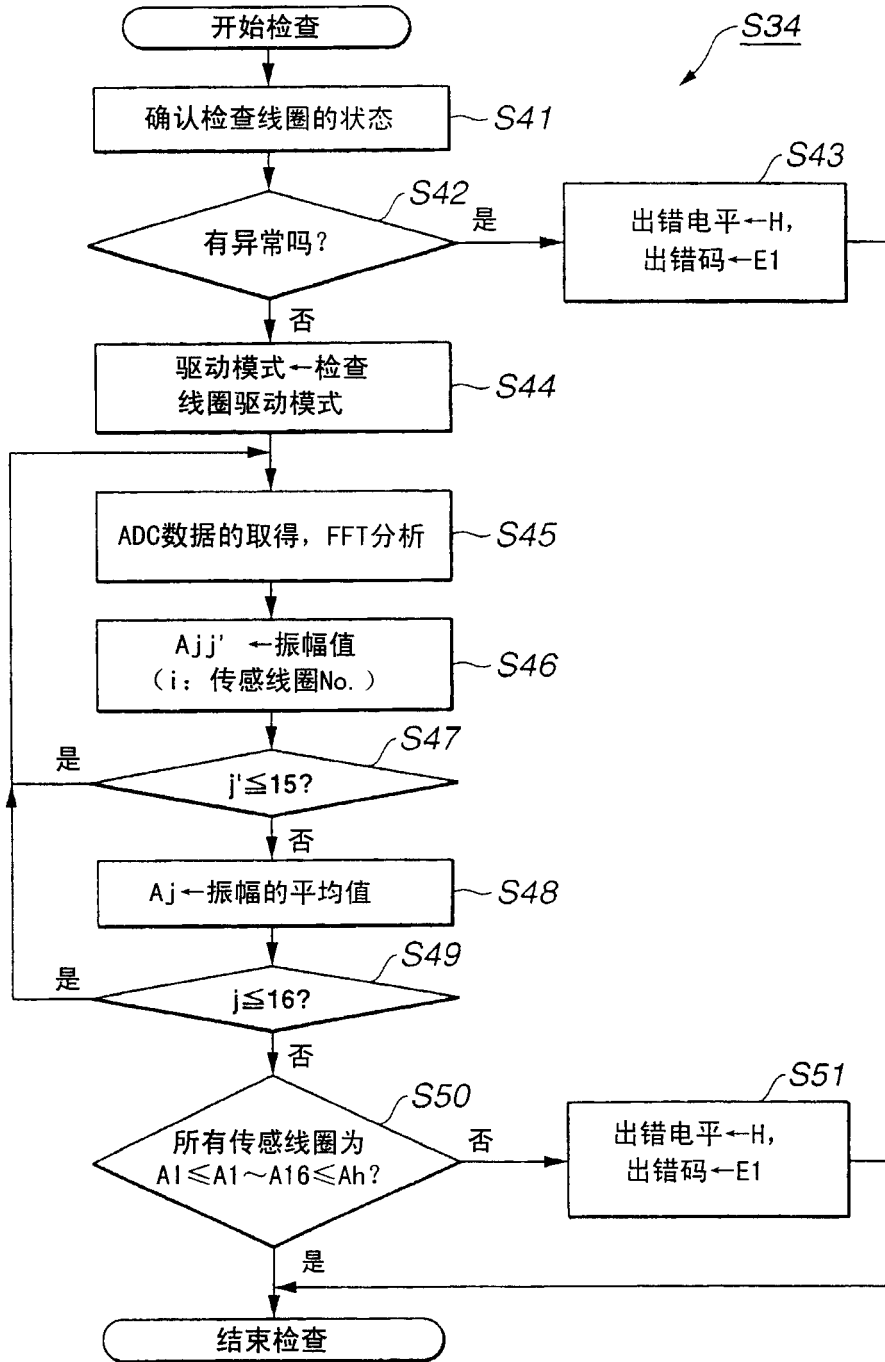 开始检查
S34
确认检查线圈的状态
S41
有异常吗?
S42
是
S43
出错电平←H,
出错码←E1
否
驱动模式←检查
线圈驱动模式
S44
ADC数据的取得, FFT分析
S45
Ajj' ←振幅值
(i: 传感线圈No.)
S46
S47
是
j'≦15?
否
Aj←振幅的平均值
S48
S49
是
j≦16?
否
S50
所有传感线圈为
Al≤A1~A16≤Ah?
否
S51
出错电平←H,
出错码←E1
是
结束检查